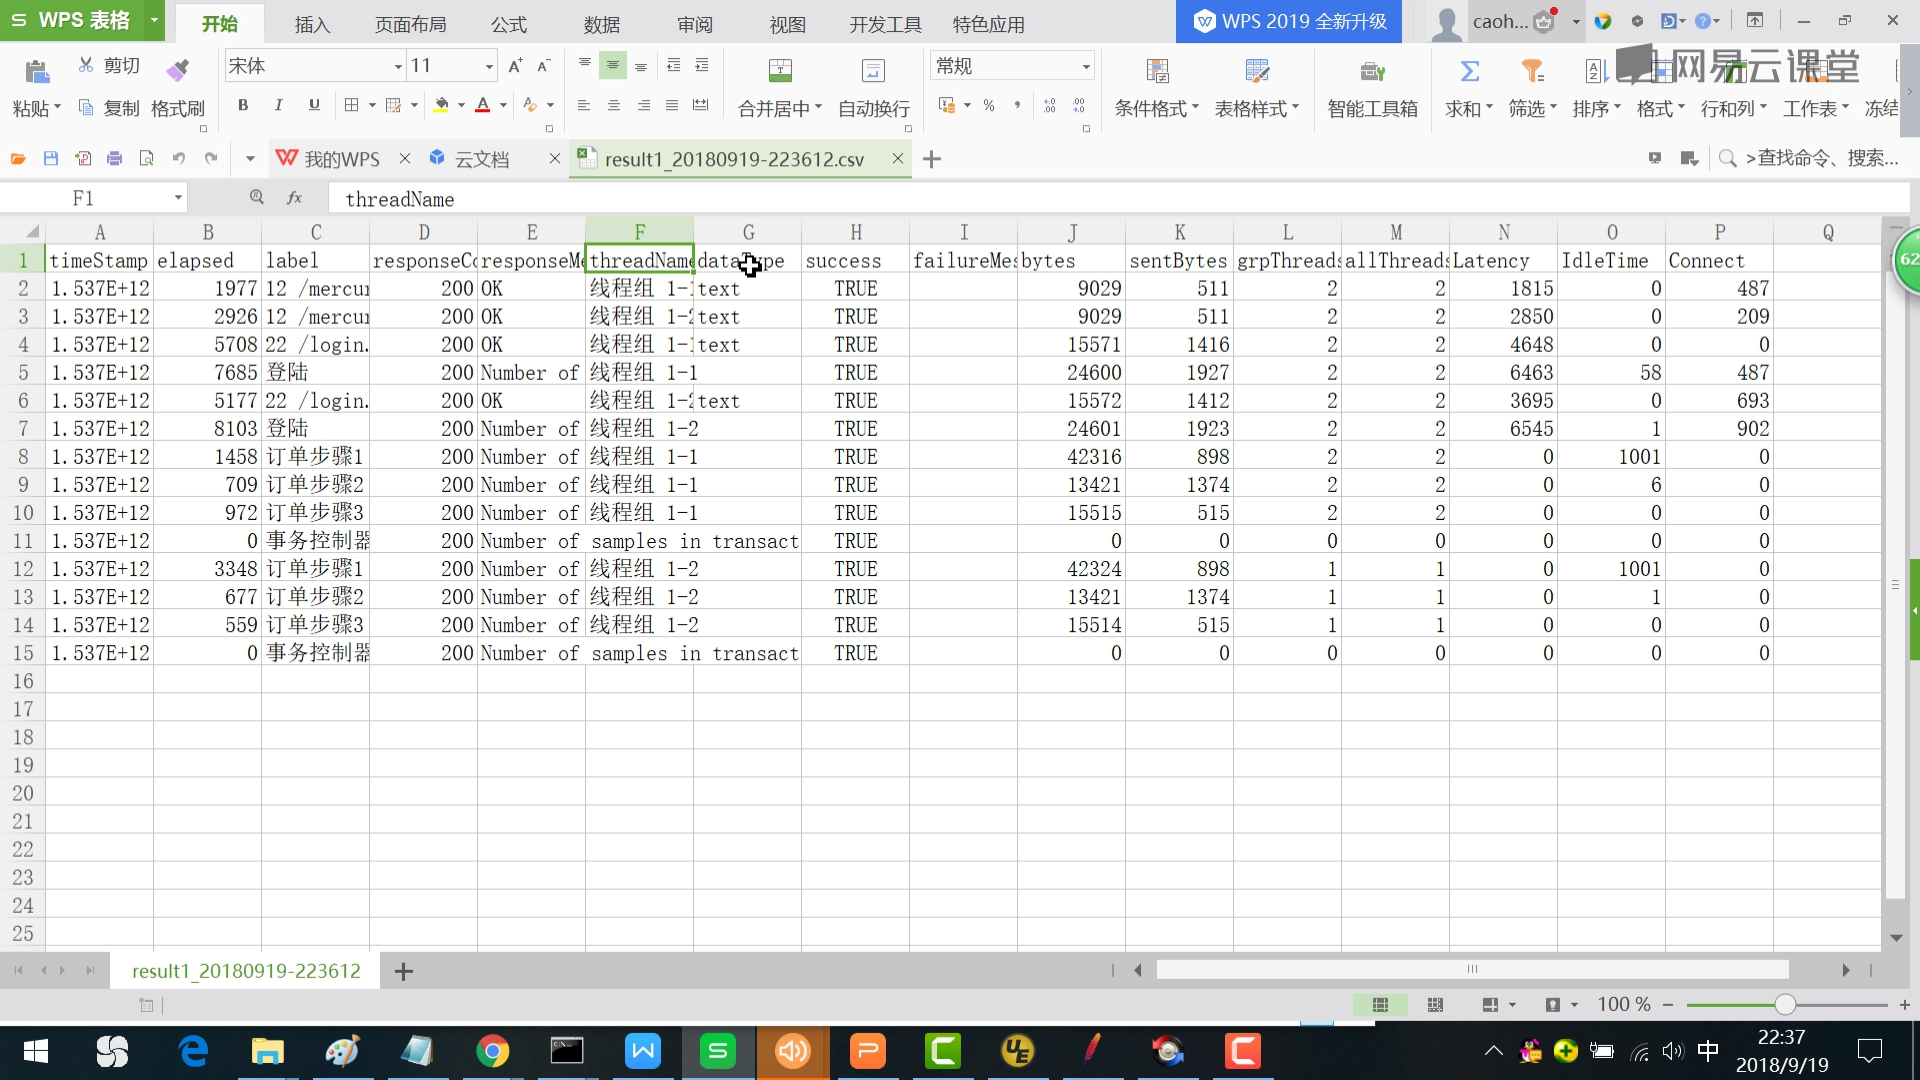 S WPS 表格
开始
插入
页面布局
公式
数据
审阅
视图
开发工具
特色应用
WPS 2019 全新升级
caoh...
粘贴
剪切
复制
格式刷
宋体
11
B I U
合并居中
自动换行
常规
条件格式
表格样式
智能工具箱
求和
筛选
排序
格式
行和列
工作表
冻结
网易云课堂
我的WPS
云文档
result1_20180919-223612.csv
>查找命令、搜索...
F1
fx
threadName
A B C D E F G H I J K L M N O P Q
1 timeStamp elapsed label responseCo responseMe threadName success failureMes bytes sentBytes grpThreads allThreads Latency IdleTime Connect
2 1.537E+12 1977 12 /mercur 200 OK 线程组 1-1 text TRUE 9029 511 2 2 1815 0 487
3 1.537E+12 2926 12 /mercur 200 OK 线程组 1-2 text TRUE 9029 511 2 2 2850 0 209
4 1.537E+12 5708 22 /login. 200 OK 线程组 1-1 text TRUE 15571 1416 2 2 4648 0 0
5 1.537E+12 7685 登陆 200 Number of 线程组 1-1 TRUE 24600 1927 2 2 6463 58 487
6 1.537E+12 5177 22 /login. 200 OK 线程组 1-2 text TRUE 15572 1412 2 2 3695 0 693
7 1.537E+12 8103 登陆 200 Number of 线程组 1-2 TRUE 24601 1923 2 2 6545 1 902
8 1.537E+12 1458 订单步骤1 200 Number of 线程组 1-1 TRUE 42316 898 2 2 0 1001 0
9 1.537E+12 709 订单步骤2 200 Number of 线程组 1-1 TRUE 13421 1374 2 2 0 6 0
10 1.537E+12 972 订单步骤3 200 Number of 线程组 1-1 TRUE 15515 515 2 2 0 0 0
11 1.537E+12 0 事务控制器 200 Number of samples in transact TRUE 0 0 0 0 0 0 0
12 1.537E+12 3348 订单步骤1 200 Number of 线程组 1-2 TRUE 42324 898 1 1 0 1001 0
13 1.537E+12 677 订单步骤2 200 Number of 线程组 1-2 TRUE 13421 1374 1 1 0 1 0
14 1.537E+12 559 订单步骤3 200 Number of 线程组 1-2 TRUE 15514 515 1 1 0 0 0
15 1.537E+12 0 事务控制器 200 Number of samples in transact TRUE 0 0 0 0 0 0 0
16
17
18
19
20
21
22
23
24
25
62
result1_20180919-223612
100 %
中
22:37
2018/9/19